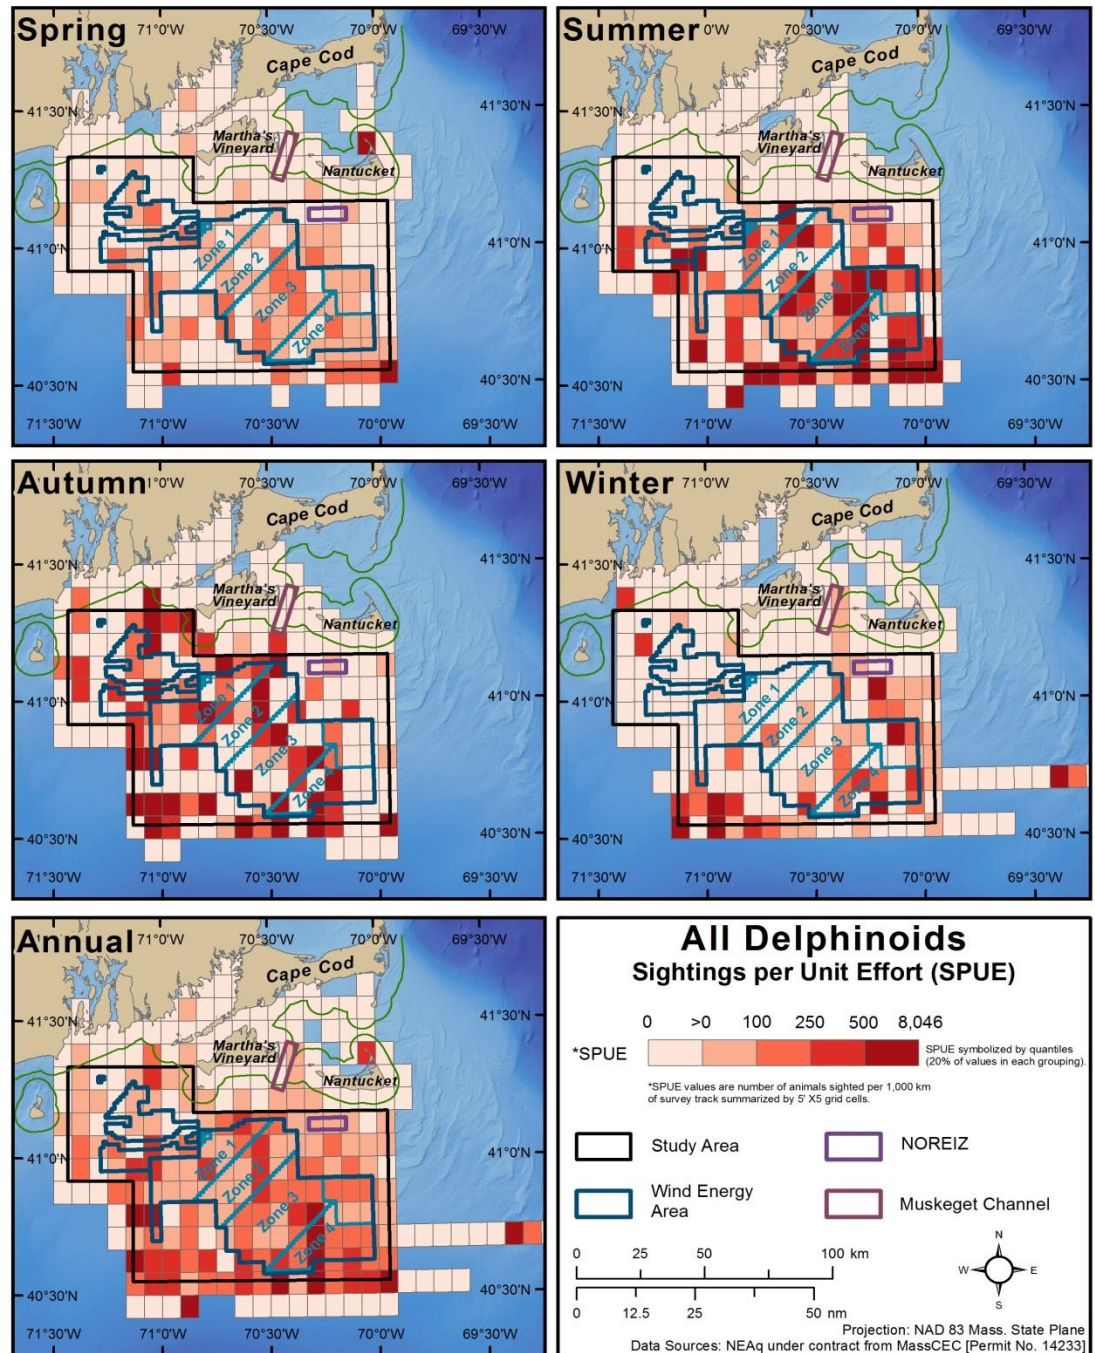 Spring
71°0'W
70°30'W
70°0'W
69°30'W
Cape Cod
41°30'N
41°30'N
Martha's
Vineyard
Nantucket
41°0'N
41°0'N
Zone 1
Zone 2
Zone 3
Zone 4
40°30'N
40°30'N
71°30'W
71°0'W
70°30'W
70°0'W
69°30'W
Summer
71°0'W
70°30'W
70°0'W
69°30'W
Cape Cod
41°30'N
41°30'N
Martha's
Vineyard
Nantucket
41°0'N
41°0'N
Zone 1
Zone 2
Zone 3
Zone 4
40°30'N
40°30'N
71°30'W
71°0'W
70°30'W
70°0'W
69°30'W
Autumn
71°0'W
70°30'W
70°0'W
69°30'W
Cape Cod
41°30'N
41°30'N
Martha's
Vineyard
Nantucket
41°0'N
41°0'N
Zone 1
Zone 2
Zone 3
Zone 4
40°30'N
40°30'N
71°30'W
71°0'W
70°30'W
70°0'W
69°30'W
Winter
71°0'W
70°30'W
70°0'W
69°30'W
Cape Cod
41°30'N
41°30'N
Martha's
Vineyard
Nantucket
41°0'N
41°0'N
Zone 1
Zone 2
Zone 3
Zone 4
40°30'N
40°30'N
71°30'W
71°0'W
70°30'W
70°0'W
69°30'W
Annual
71°0'W
70°30'W
70°0'W
69°30'W
Cape Cod
41°30'N
41°30'N
Martha's
Vineyard
Nantucket
41°0'N
41°0'N
Zone 1
Zone 2
Zone 3
Zone 4
40°30'N
40°30'N
71°30'W
71°0'W
70°30'W
70°0'W
69°30'W
All Delphinoids
Sightings per Unit Effort (SPUE)
0 >0 100 250 500 8,046
*SPUE
SPUE symbolized by quantiles
(20% of values in each grouping).
*SPUE values are number of animals sighted per 1,000 km
of survey track summarized by 5' X5 grid cells.
Study Area
NOREIZ
Wind Energy
Area
Muskeget Channel
0 25 50 100 km
0 12.5 25 50 nm
N
W E
S
Projection: NAD 83 Mass. State Plane
Data Sources: NEAq under contract from MassCEC [Permit No. 14233]